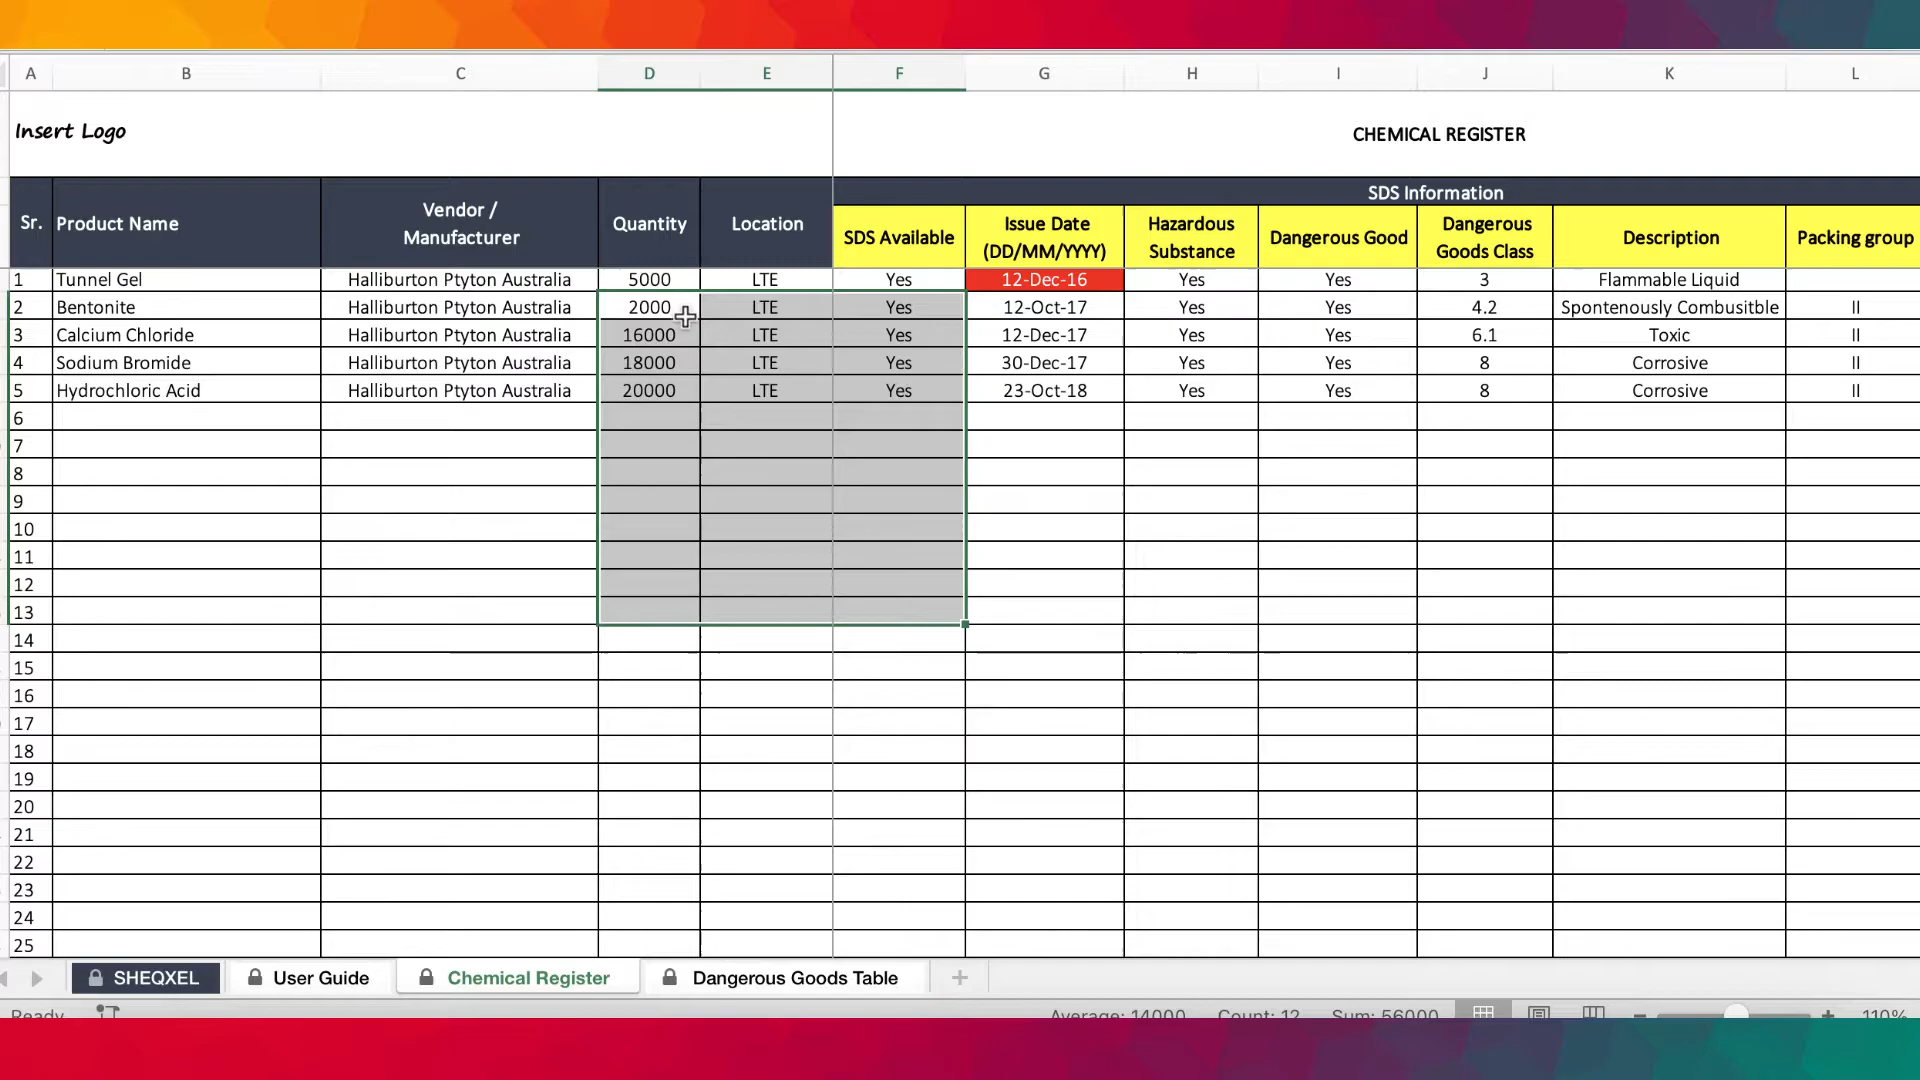 A B C D E F G H I J K L
Insert Logo
CHEMICAL REGISTER
SDS Information
Sr. Product Name Vendor / Manufacturer Quantity Location SDS Available Issue Date (DD/MM/YYYY) Hazardous Substance Dangerous Good Dangerous Goods Class Description Packing group
1 Tunnel Gel Halliburton Ptyton Australia 5000 LTE Yes 12-Dec-16 Yes Yes 3 Flammable Liquid
2 Bentonite Halliburton Ptyton Australia 2000 LTE Yes 12-Oct-17 Yes Yes 4.2 Spontenously Combusitble II
3 Calcium Chloride Halliburton Ptyton Australia 16000 LTE Yes 12-Dec-17 Yes Yes 6.1 Toxic II
4 Sodium Bromide Halliburton Ptyton Australia 18000 LTE Yes 30-Dec-17 Yes Yes 8 Corrosive II
5 Hydrochloric Acid Halliburton Ptyton Australia 20000 LTE Yes 23-Oct-18 Yes Yes 8 Corrosive II
6
7
8
9
10
11
12
13
14
15
16
17
18
19
20
21
22
23
24
25
SHEQXEL User Guide Chemical Register Dangerous Goods Table
Ready Average: 14000 Count: 12 Sum: 56000 110%